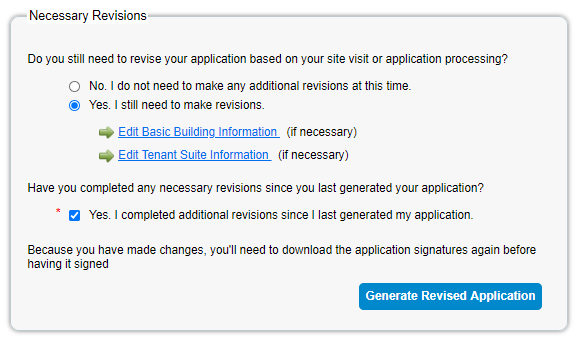 Necessary Revisions
Do you still need to revise your application based on your site visit or application processing?
No. I do not need to make any additional revisions at this time.
Yes. I still need to make revisions.
Edit Basic Building Information (if necessary)
Edit Tenant Suite Information (if necessary)
Have you completed any necessary revisions since you last generated your application?
* Yes. I completed additional revisions since I last generated my application.
Because you have made changes, you'll need to download the application signatures again before
having it signed
Generate Revised Application